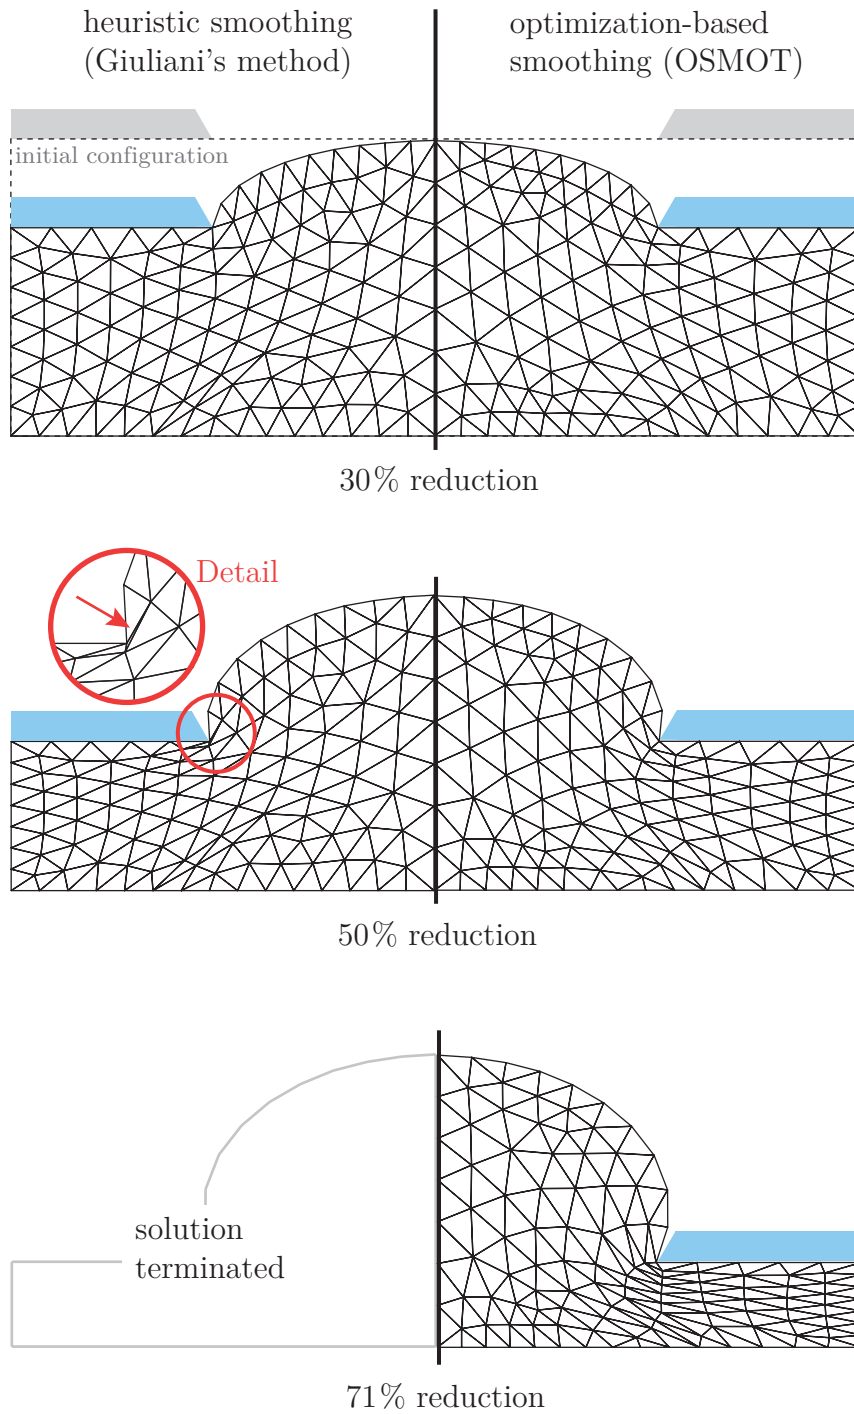 heuristic smoothing
(Giuliani's method)
optimization-based
smoothing (OSMOT)
initial configuration
30% reduction
Detail
50% reduction
solution
terminated
71% reduction